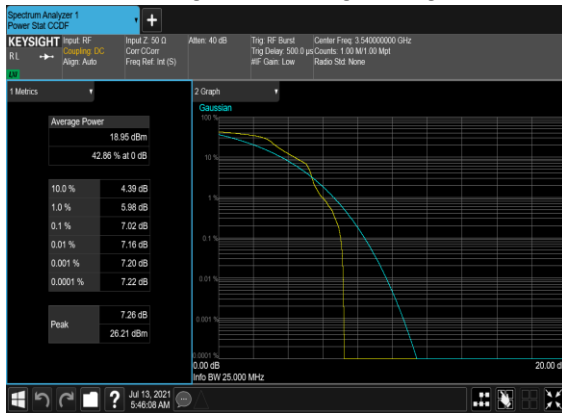 Spectrum Analyzer 1
Power Stat CCDF
KEYSIGHT
RL
LXI
Input: RF
Coupling: DC
Align: Auto
Input Z: 50 Ω
Corr CCorr
Freq Ref: Int (S)
Atten: 40 dB
Trig: RF Burst
Trig Delay: 500.0 µs
#IF Gain: Low
Center Freq: 3.540000000 GHz
Counts: 1.00 M/1.00 Mpt
Radio Std: None
1 Metrics
Average Power
18.95 dBm
42.86 % at 0 dB
10.0 % 4.39 dB
1.0 % 5.98 dB
0.1 % 7.02 dB
0.01 % 7.16 dB
0.001 % 7.20 dB
0.0001 % 7.22 dB
Peak
7.26 dB
26.21 dBm
2 Graph
Gaussian
100 %
10 %
1 %
0.1 %
0.01 %
0.001 %
0.0001 %
0.00 dB
20.00 dB
Info BW 25.000 MHz
?
Jul 13, 2021
5:46:08 AM